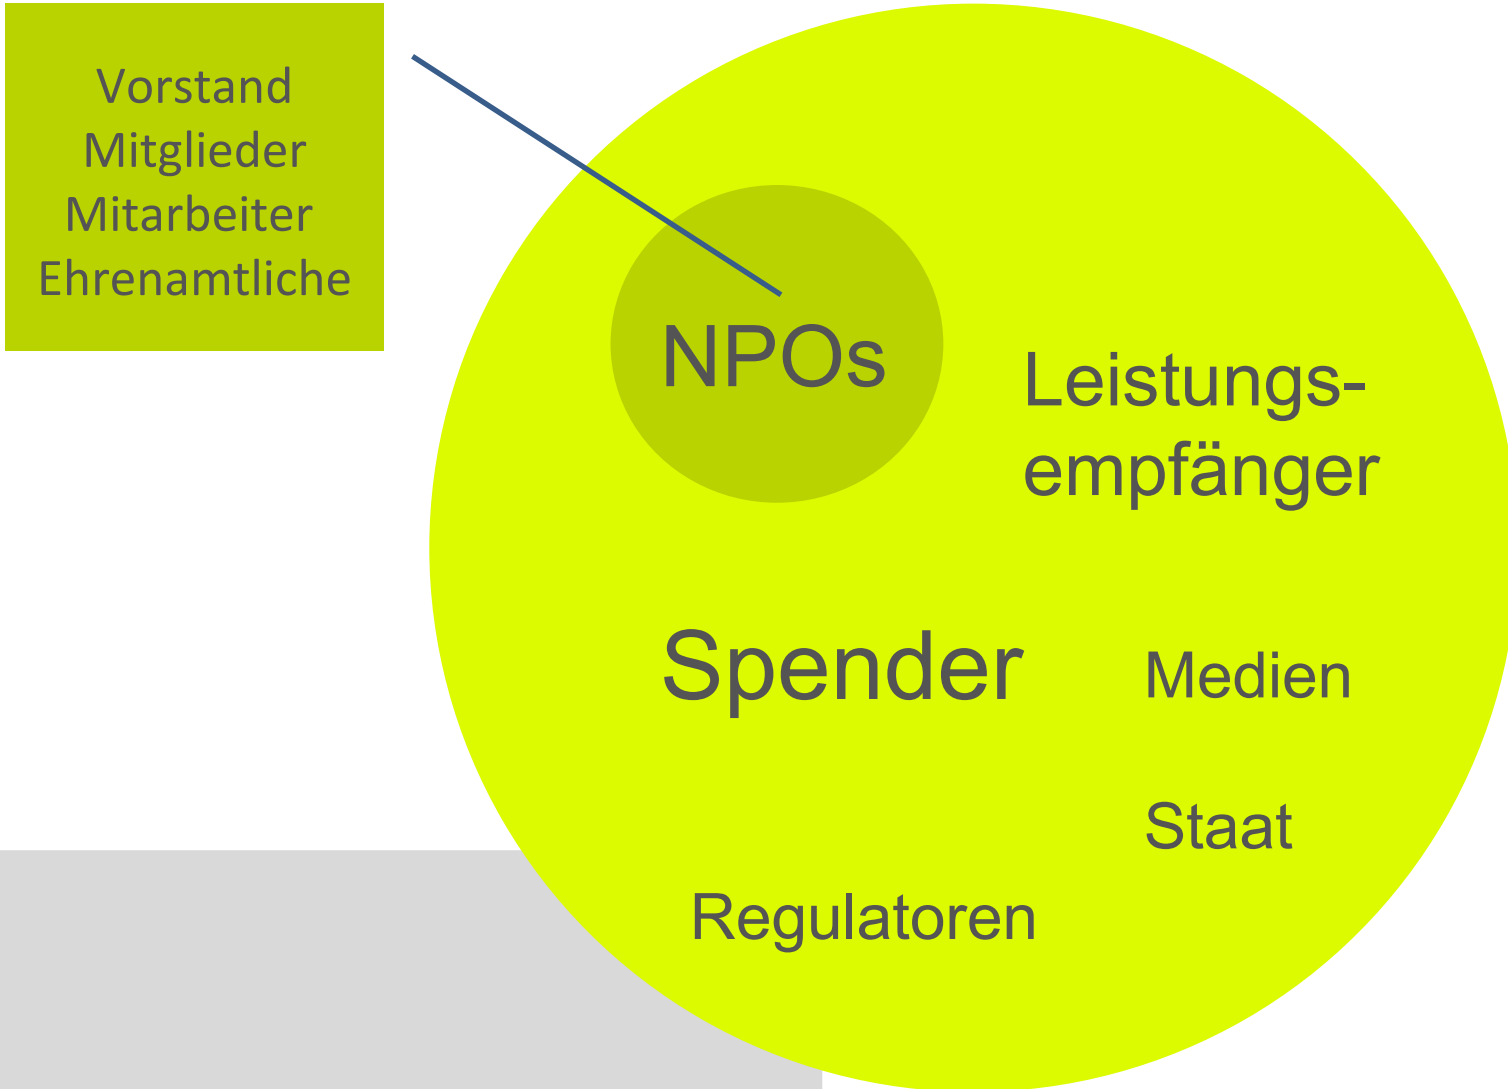 Vorstand
Mitglieder
Mitarbeiter
Ehrenamtliche
NPOs
Leistungs-
empfänger
Spender
Medien
Staat
Regulatoren